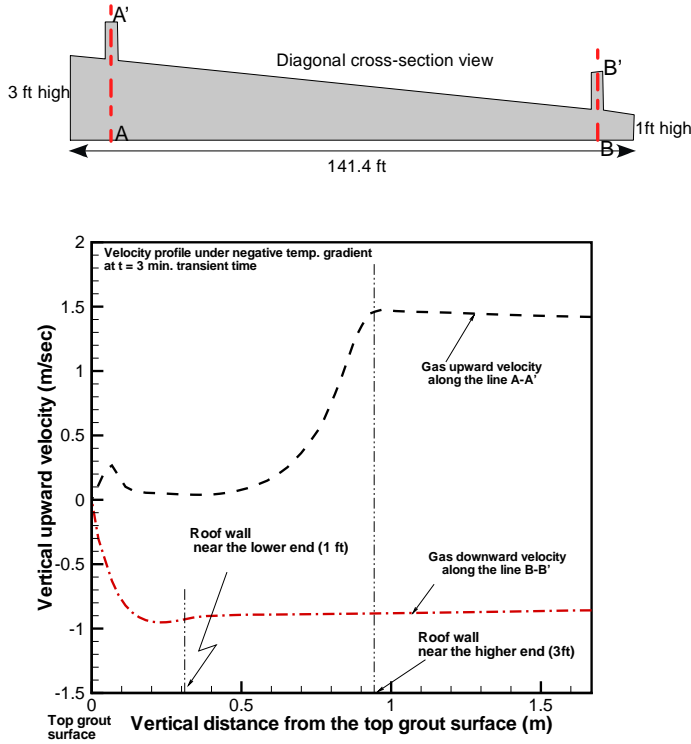 A'
Diagonal cross-section view
B'
3 ft high
A
B
1ft high
141.4 ft
Velocity profile under negative temp. gradient
at t = 3 min. transient time
2
1.5
1
0.5
0
-0.5
-1
-1.5
Vertical upward velocity (m/sec)
Gas upward velocity
along the line A-A'
Roof wall
near the lower end (1 ft)
Gas downward velocity
along the line B-B'
Roof wall
near the higher end (3ft)
0
0.5
1
1.5
Top grout
surface
Vertical distance from the top grout surface (m)